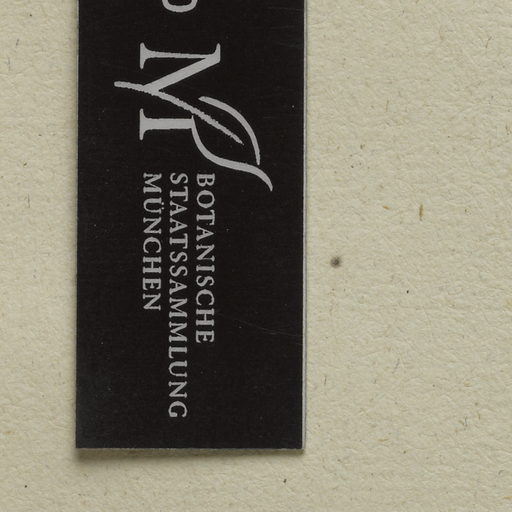 M
BOTANISCHE
STAATSSAMMLUNG
MÜNCHEN